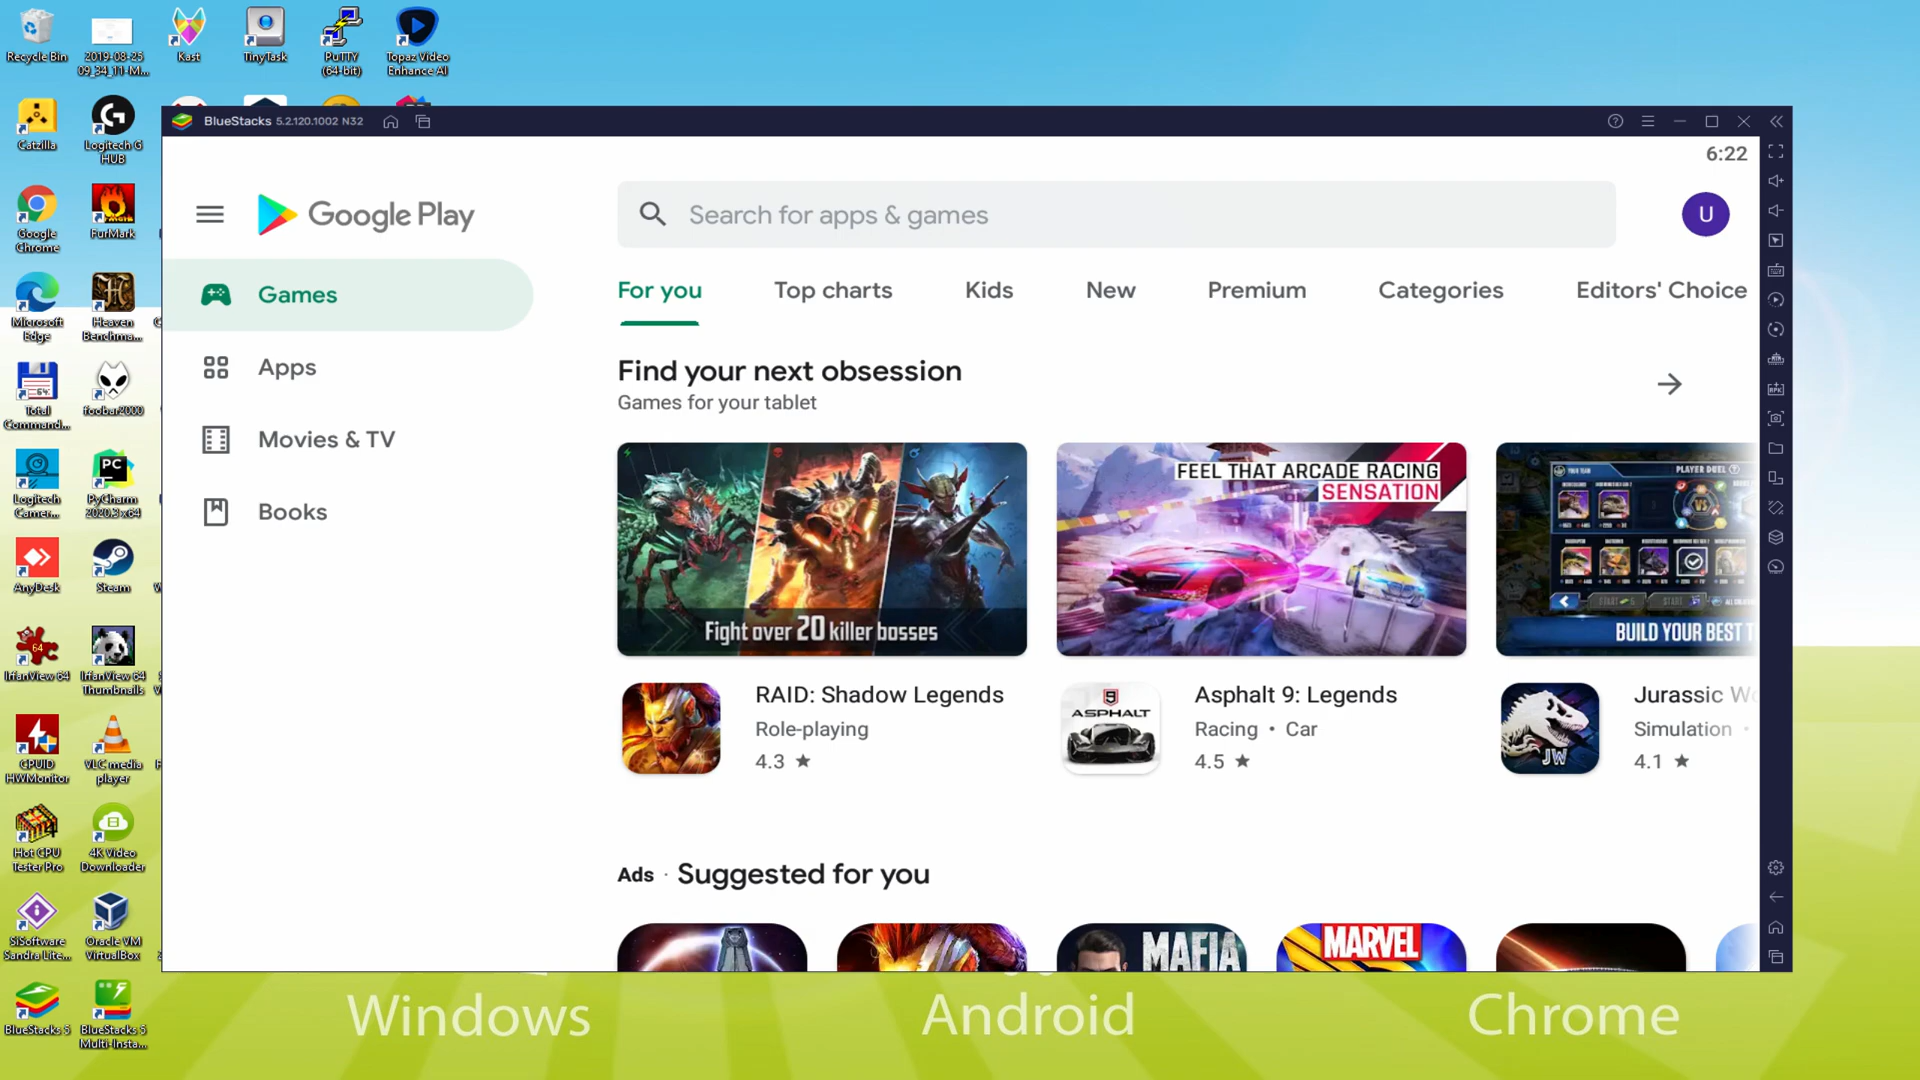 Recycle Bin
2019-08-25
09_34_11-M...
Kast
TinyTask
PuTTY
(64-bit)
Topaz Video
Enhance AI
Catzilla
Logitech G
HUB
Google
Chrome
FurMark
Microsoft
Edge
Heaven
Benchma...
Total
Command...
foobar2000
Logitech
Camer...
PyCharm
2020.3 x64
AnyDesk
Steam
IrfanView 64
IrfanView 64
Thumbnails
CPUID
HWMonitor
VLC media
player
Hot CPU
Tester Pro
4K Video
Downloader
SiSoftware
Sandra Lite...
Oracle VM
VirtualBox
BlueStacks 5
BlueStacks 5
Multi-Insta...
BlueStacks 5.2.120.1002 N32
6:22
Google Play
Search for apps & games
U
Games
Apps
Movies & TV
Books
For you
Top charts
Kids
New
Premium
Categories
Editors' Choice
Find your next obsession
Games for your tablet
Fight over 20 killer bosses
FEEL THAT ARCADE RACING
SENSATION
YOUR TEAM
PLAYER DUEL
VS
START
START
BUILD YOUR BEST T
RAID: Shadow Legends
Role-playing
4.3 ★
ASPHALT
Asphalt 9: Legends
Racing • Car
4.5 ★
JW
Jurassic Wo
Simulation •
4.1 ★
Ads · Suggested for you
MAFIA
MARVEL
Windows
Android
Chrome